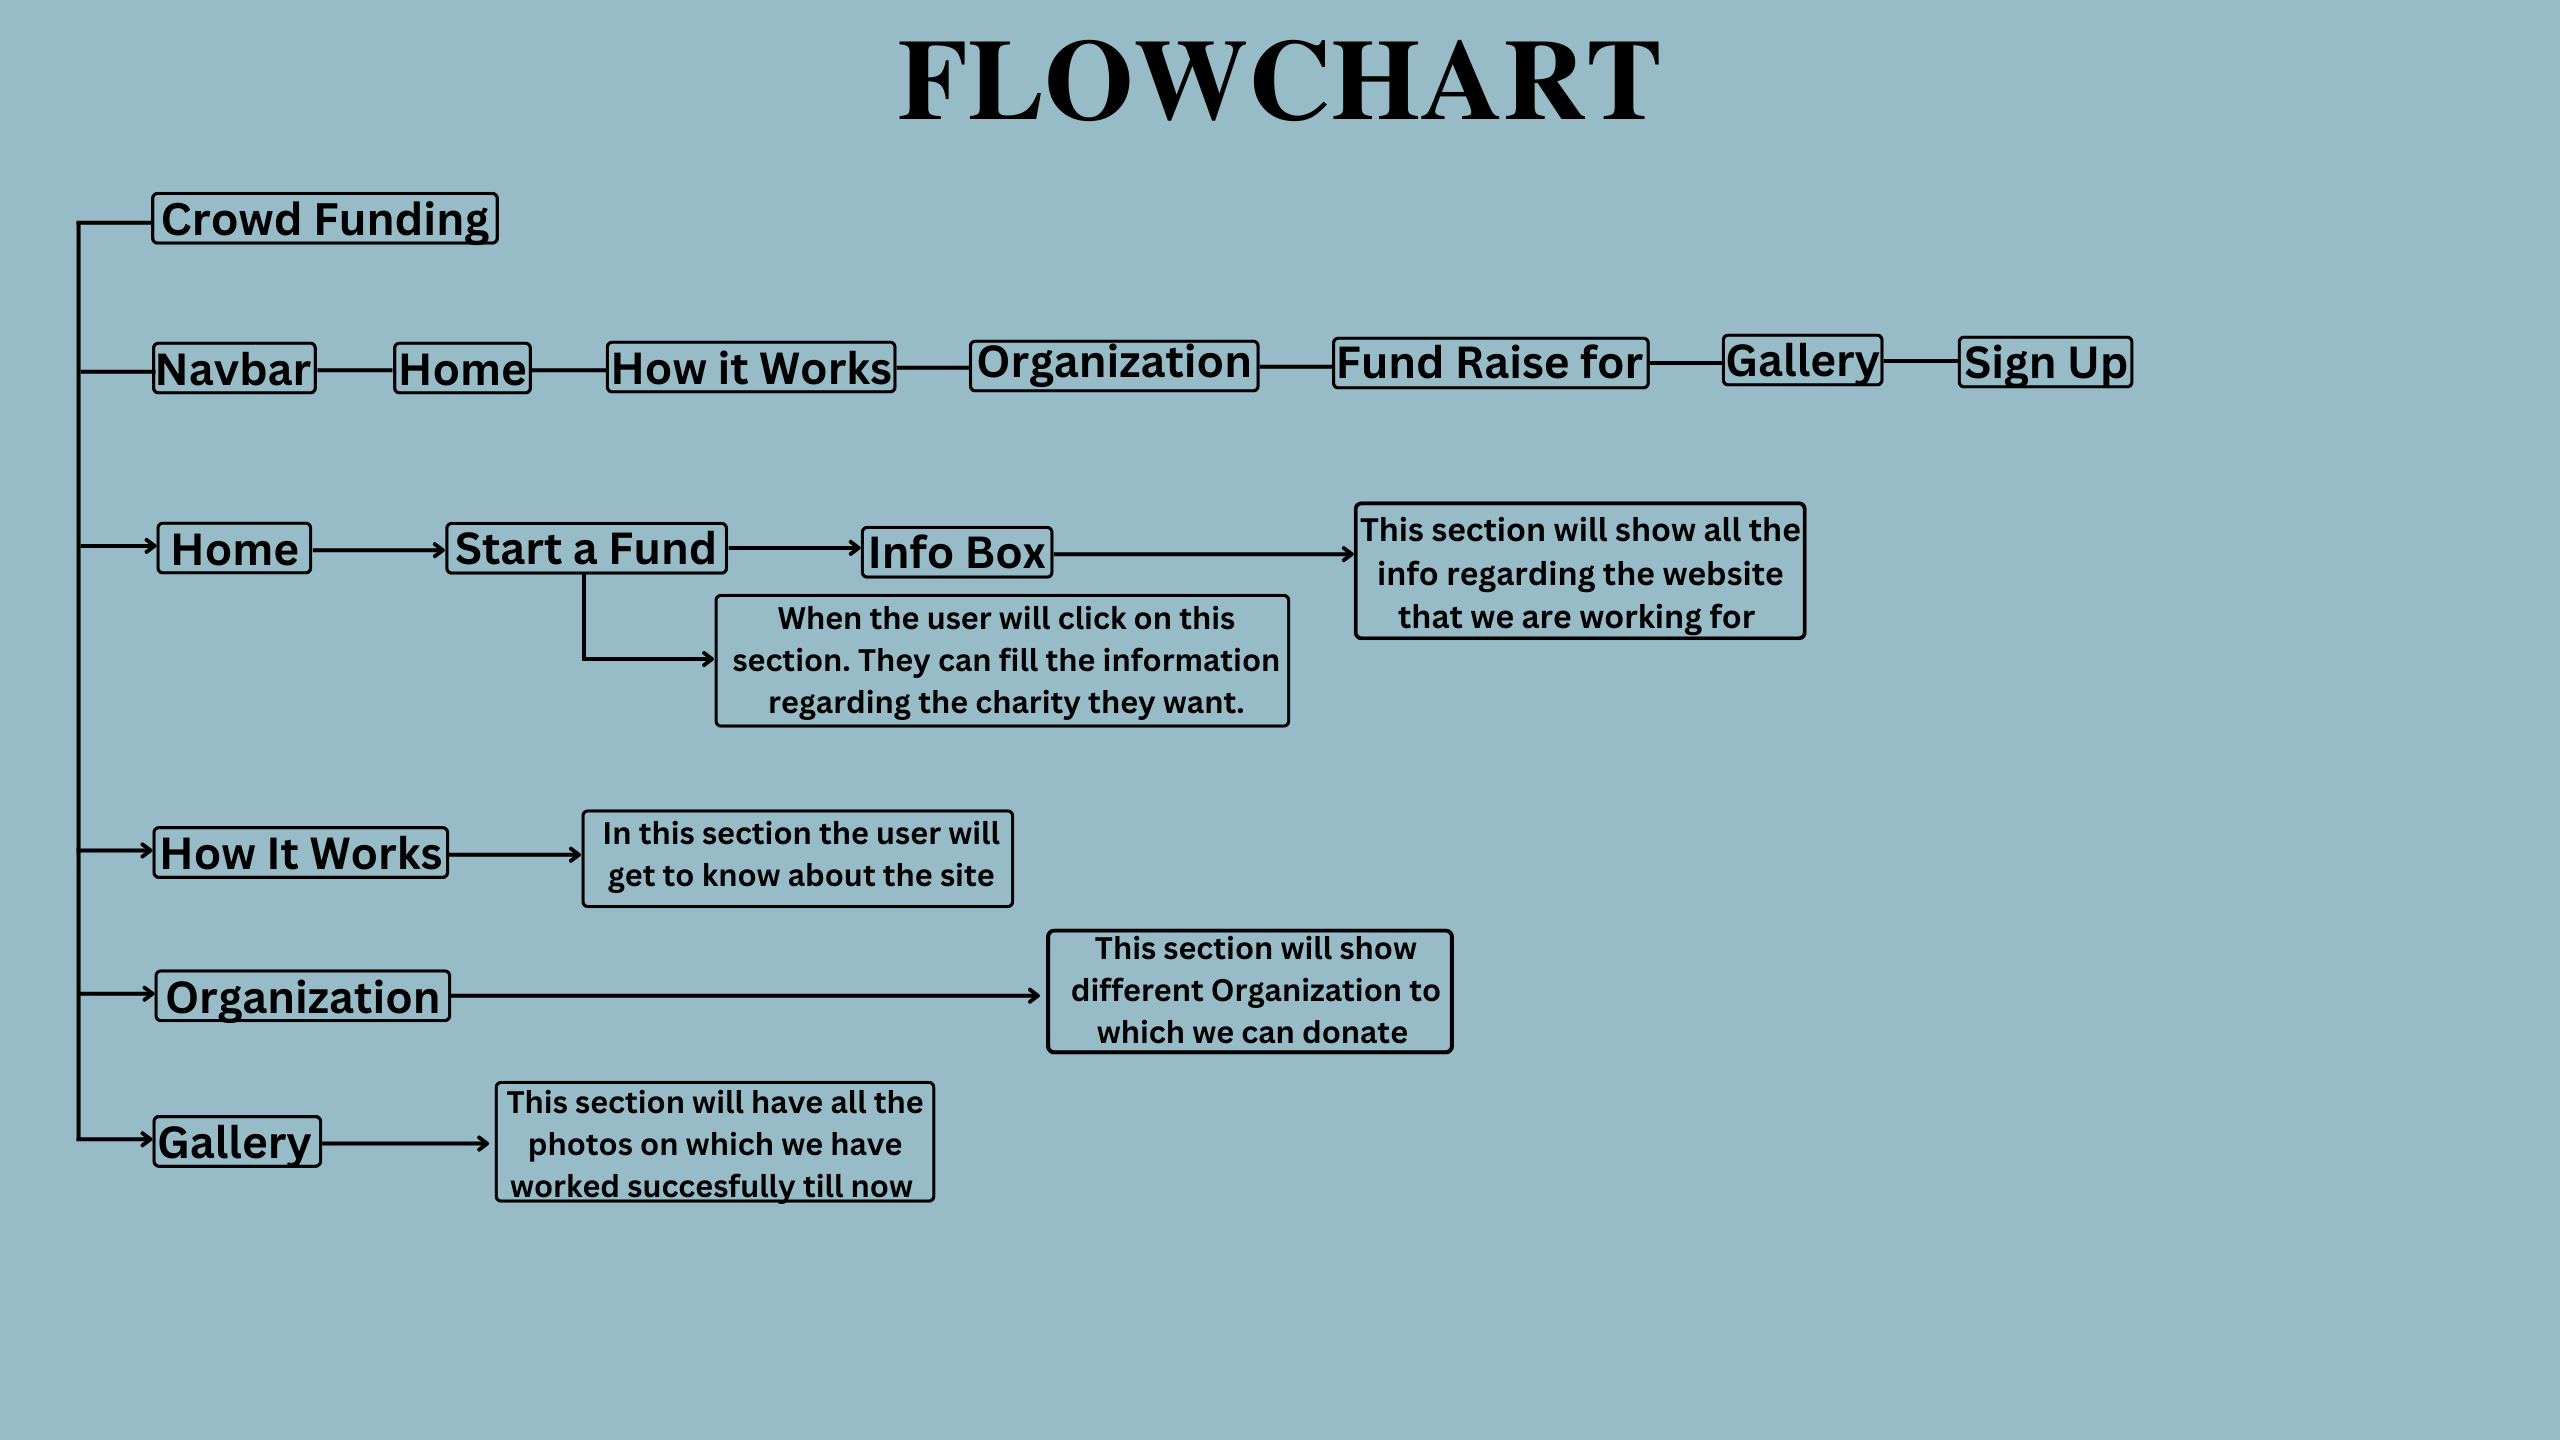 FLOWCHART
Crowd Funding
Navbar
Home
How it Works
Organization
Fund Raise for
Gallery
Sign Up
Home
Start a Fund
Info Box
This section will show all the
info regarding the website
that we are working for
When the user will click on this
section. They can fill the information
regarding the charity they want.
How It Works
In this section the user will
get to know about the site
Organization
This section will show
different Organization to
which we can donate
Gallery
This section will have all the
photos on which we have
worked succesfully till now